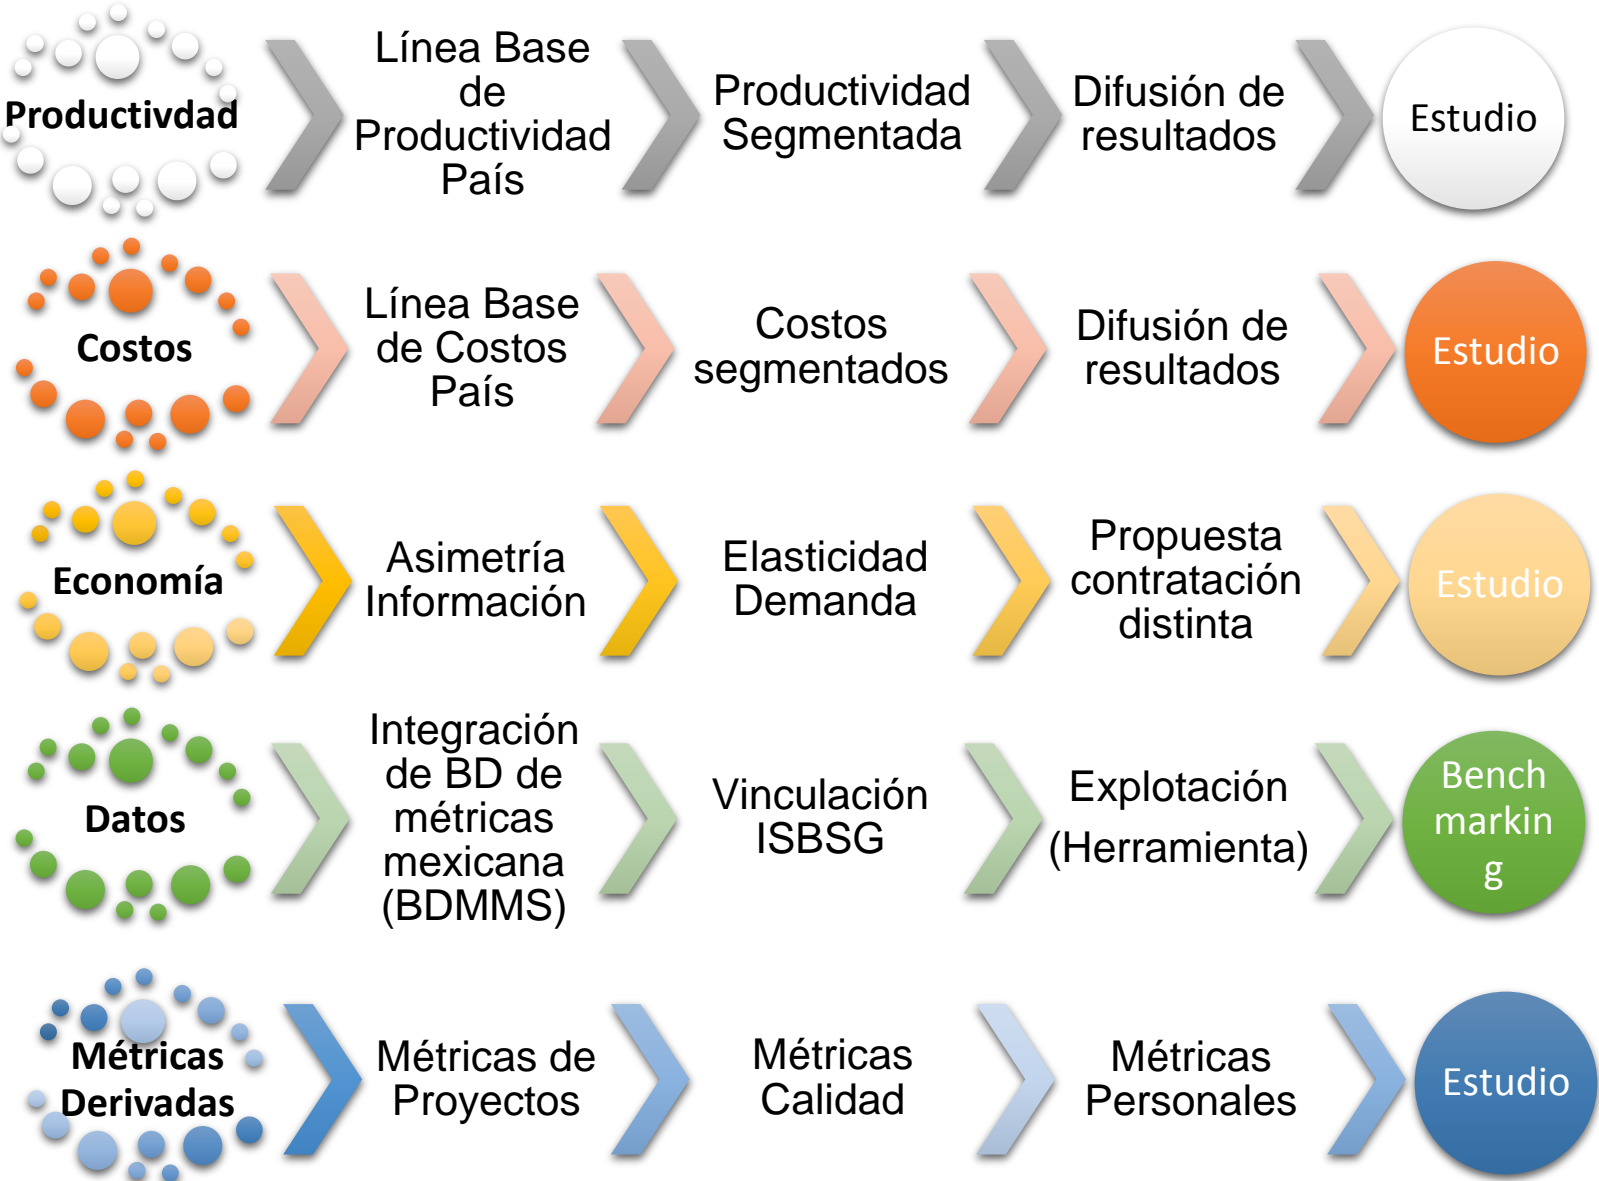 Productivdad
Línea Base
de
Productividad
País
Productividad
Segmentada
Difusión de
resultados
Estudio
Costos
Línea Base
de Costos
País
Costos
segmentados
Difusión de
resultados
Estudio
Economía
Asimetría
Información
Elasticidad
Demanda
Propuesta
contratación
distinta
Estudio
Datos
Integración
de BD de
métricas
mexicana
(BDMMS)
Vinculación
ISBSG
Explotación
(Herramienta)
Bench
markin
g
Métricas
Derivadas
Métricas de
Proyectos
Métricas
Calidad
Métricas
Personales
Estudio